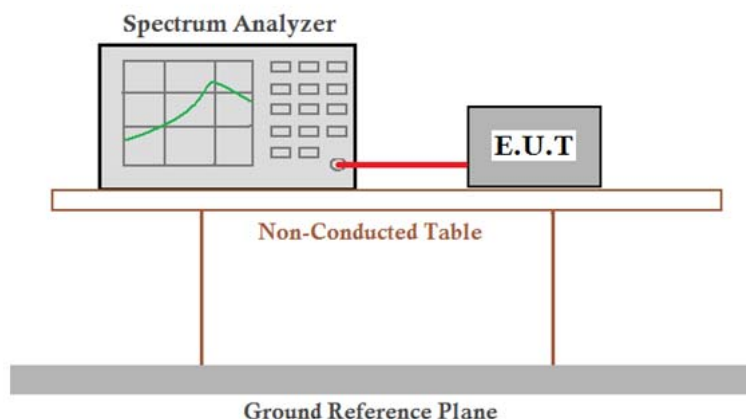 Spectrum Analyzer
E.U.T
Non-Conducted Table
Ground Reference Plane